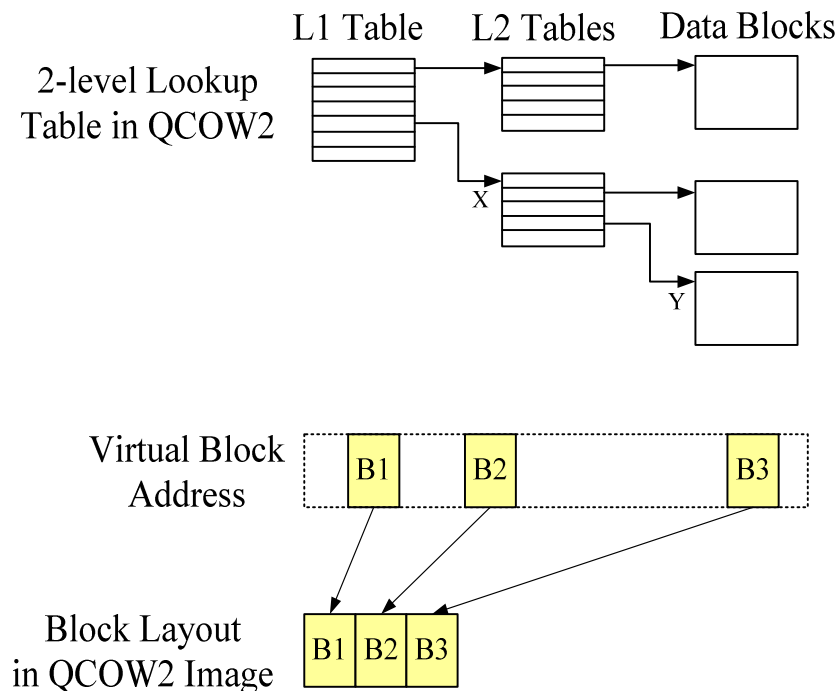 L1 Table L2 Tables Data Blocks
2-level Lookup
Table in QCOW2
X
Y
Virtual Block
Address
B1 B2 B3
Block Layout
in QCOW2 Image
B1 B2 B3